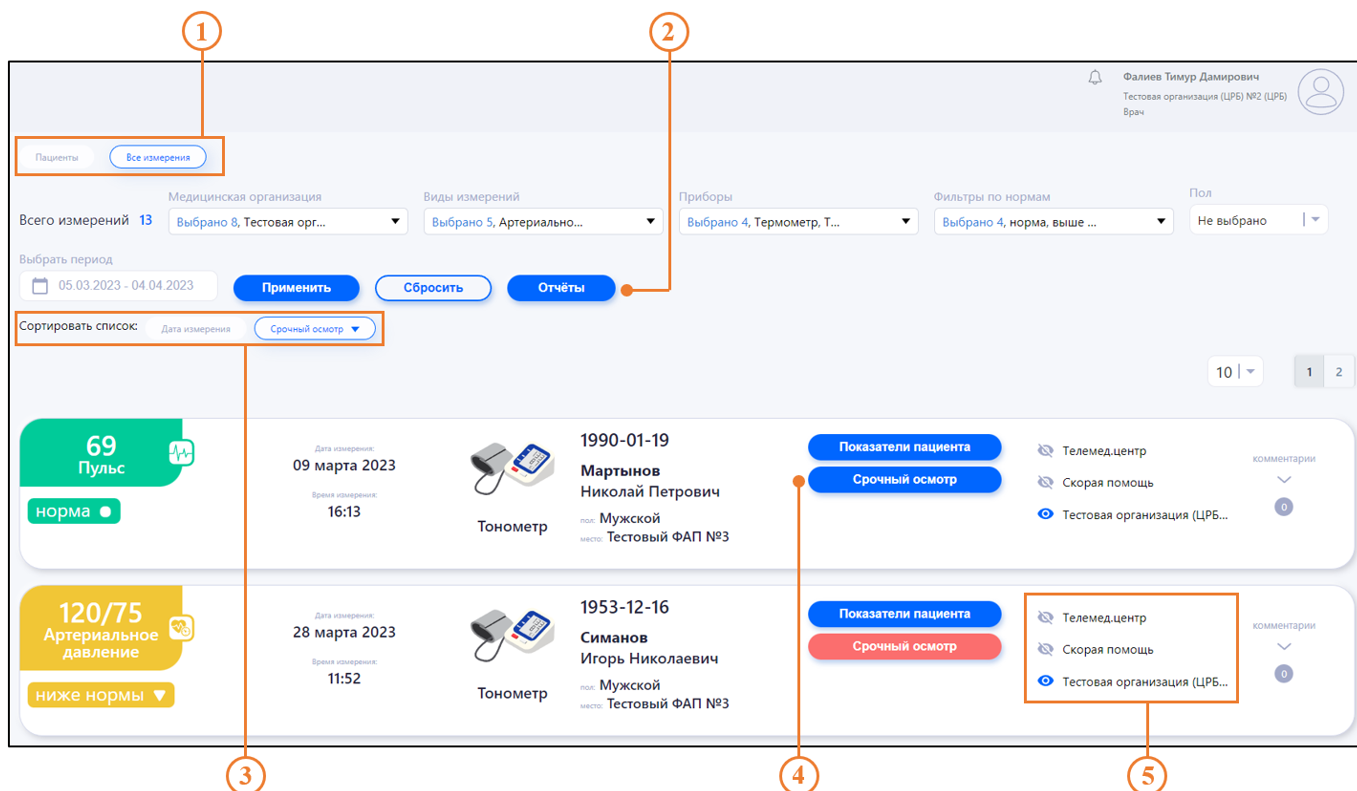 1
2
Фалиев Тимур Дамирович
Тестовая организация (ЦРБ) №2 (ЦРБ)
Врач
Пациенты
Все измерения
Медицинская организация
Виды измерений
Приборы
Фильтры по нормам
Пол
Всего измерений 13
Выбрано 8, Тестовая орг...
Выбрано 5, Артериально...
Выбрано 4, Термометр, Т...
Выбрано 4, норма, выше ...
Не выбрано
Выбрать период
05.03.2023 - 04.04.2023
Применить
Сбросить
Отчёты
Сортировать список:
Дата измерения
Срочный осмотр
10
1
2
69
Пульс
норма
Дата измерения:
09 марта 2023
Время измерения:
16:13
Тонометр
1990-01-19
Мартынов
Николай Петрович
пол: Мужской
место: Тестовый ФАП №3
Показатели пациента
Срочный осмотр
Телемед.центр
Скорая помощь
Тестовая организация (ЦРБ...
комментарии
0
120/75
Артериальное
давление
ниже нормы
Дата измерения:
28 марта 2023
Время измерения:
11:52
Тонометр
1953-12-16
Симанов
Игорь Николаевич
пол: Мужской
место: Тестовый ФАП №3
Показатели пациента
Срочный осмотр
Телемед.центр
Скорая помощь
Тестовая организация (ЦРБ...
комментарии
0
3
4
5